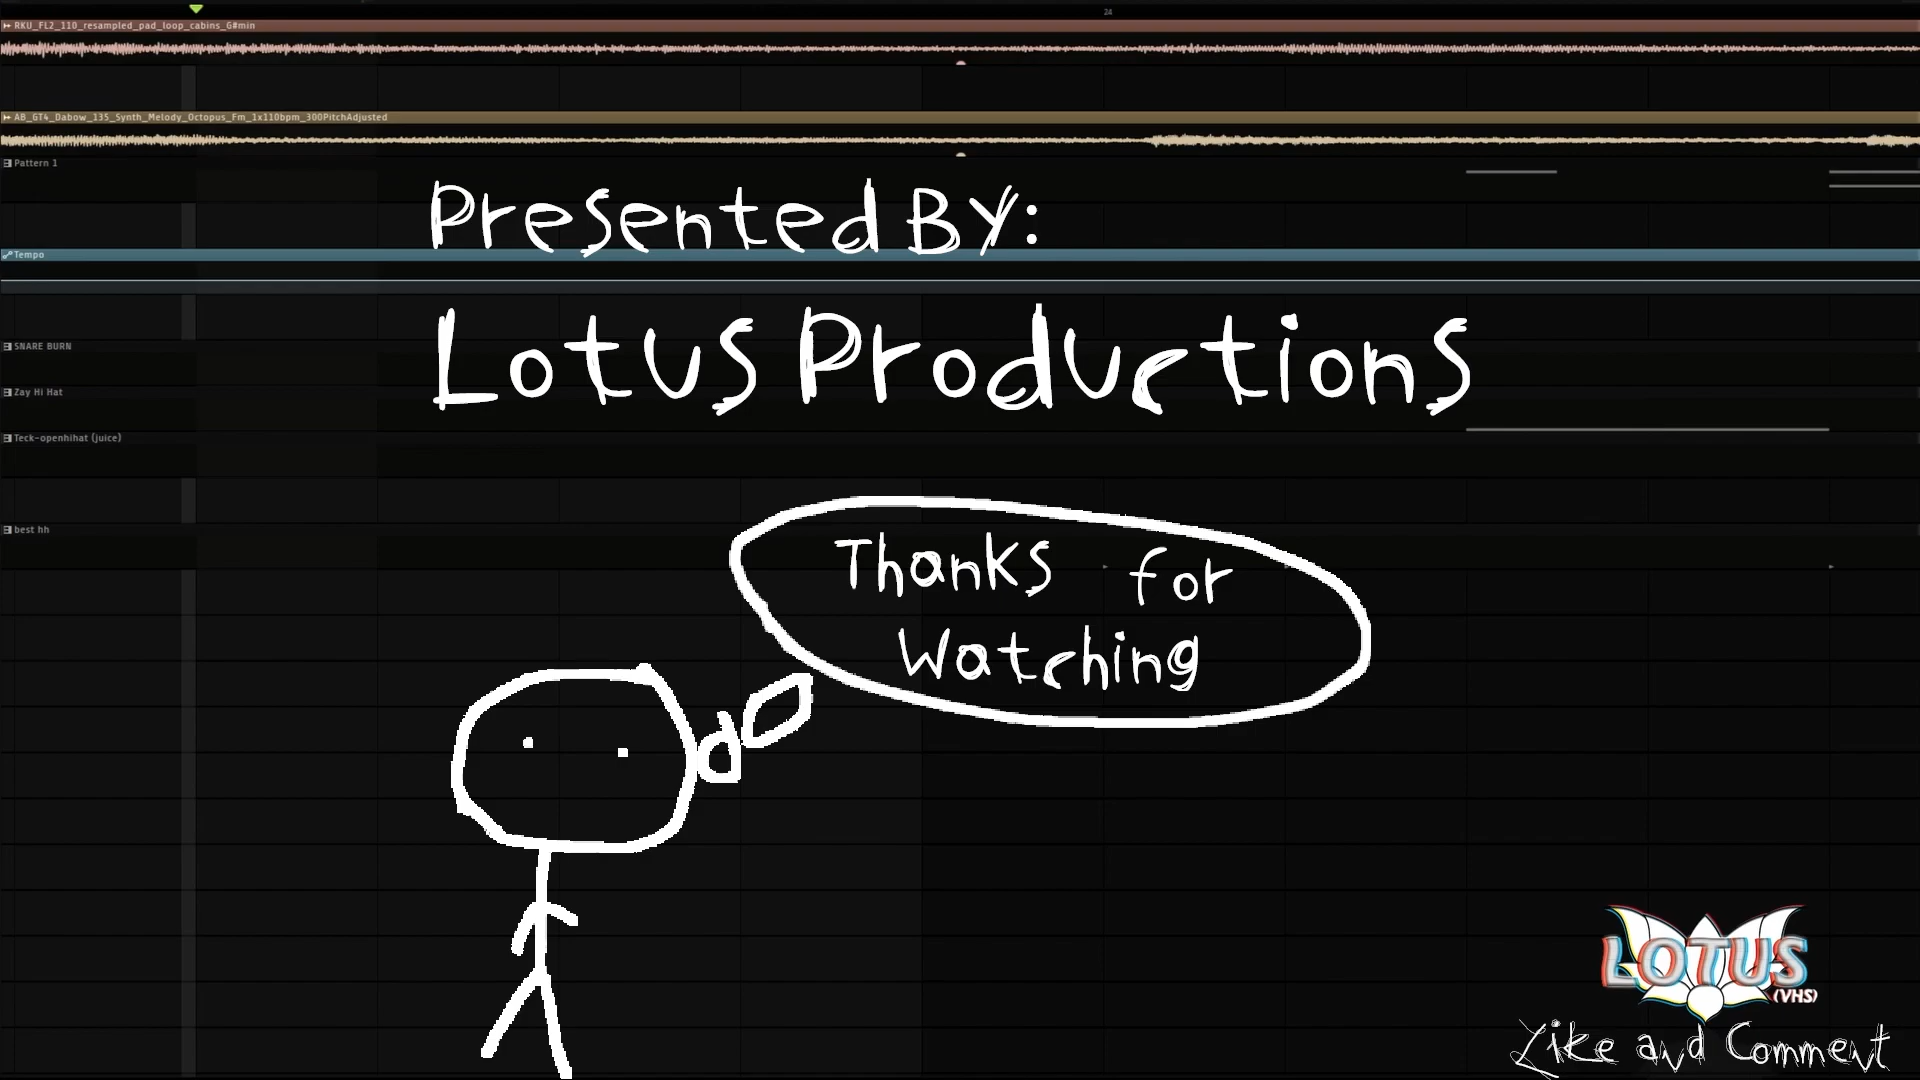 24
RKU_FL2_110_resampled_pad_loop_cabins_G#min
AB_GT4_Dabow_135_Synth_Melody_Octopus_Fm_1x110bpm_300PitchAdjusted
Pattern 1
Presented BY:
Tempo
Lotus Productions
SNARE BURN
Zay Hi Hat
Teck-openhihat (juice)
best hh
Thanks for
Watching
LOTUS
(VHS)
Like and Comment